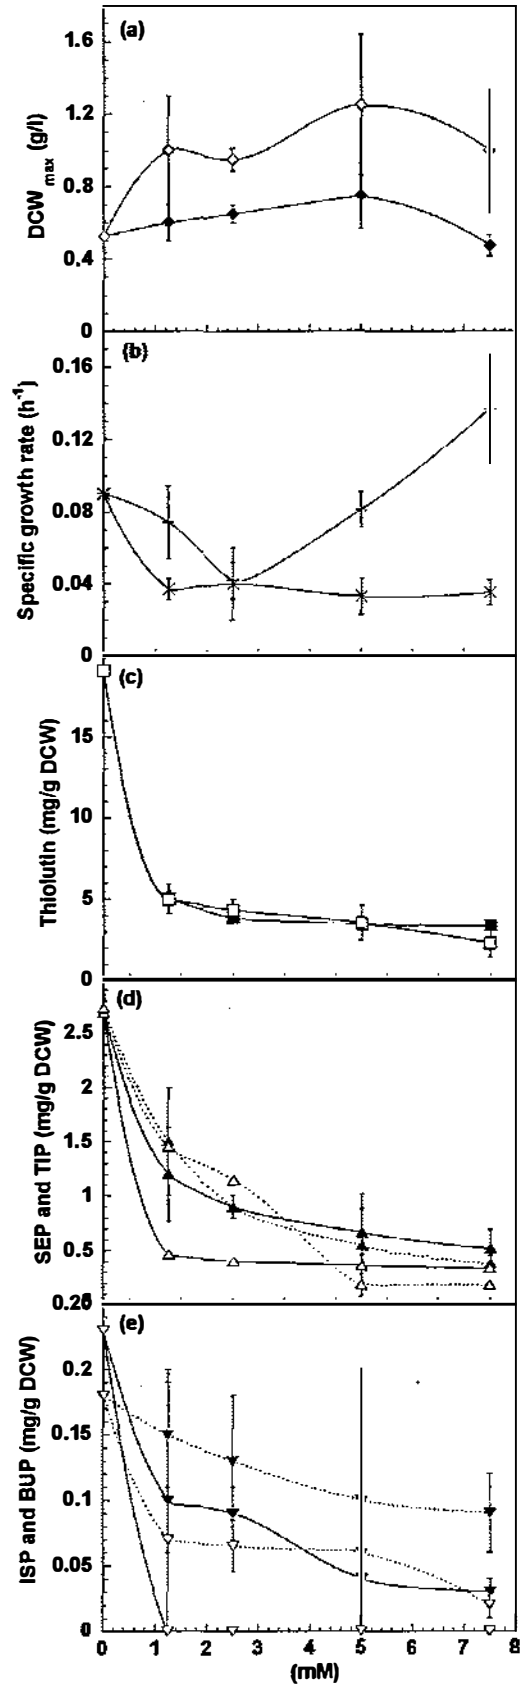 (a)
1.6
1.2
0.8
0.4
0
DCW max (g/l)
(b)
0.16
0.12
0.08
0.04
0
Specific growth rate (h-1)
(c)
15
10
5
0
Thiolutin (mg/g DCW)
(d)
2.5
2
1.5
1
0.5
SEP and TIP (mg/g DCW)
(e)
0.2
0.15
0.1
0.05
0
ISP and BUP (mg/g DCW)
0 1 2 3 4 5 6 7 8
(mM)